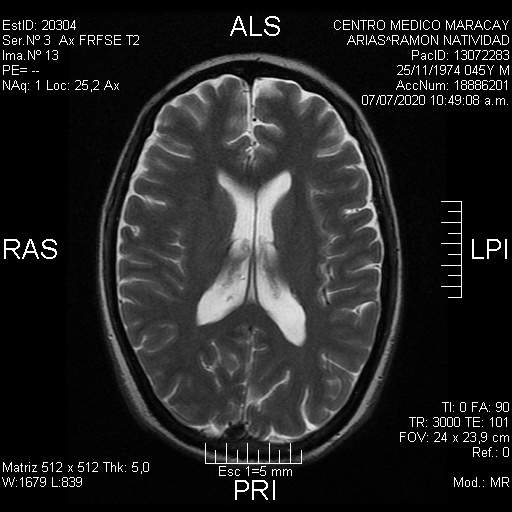 EstID: 20304
Ser.Nº 3 Ax FRFSE T2
Ima.Nº 13
PE= --
NAq: 1 Loc: 25,2 Ax
ALS
CENTRO MEDICO MARACAY
ARIAS^RAMON NATIVIDAD
PacID: 13072283
25/11/1974 045Y M
AccNum: 18886201
07/07/2020 10:49:08 a.m.
RAS
LPI
TI: 0 FA: 90
TR: 3000 TE: 101
FOV: 24 x 23,9 cm
Ref.: 0
Matriz 512 x 512 Thk: 5,0
W:1679 L:839
Esc 1=5 mm
PRI
Mod.: MR